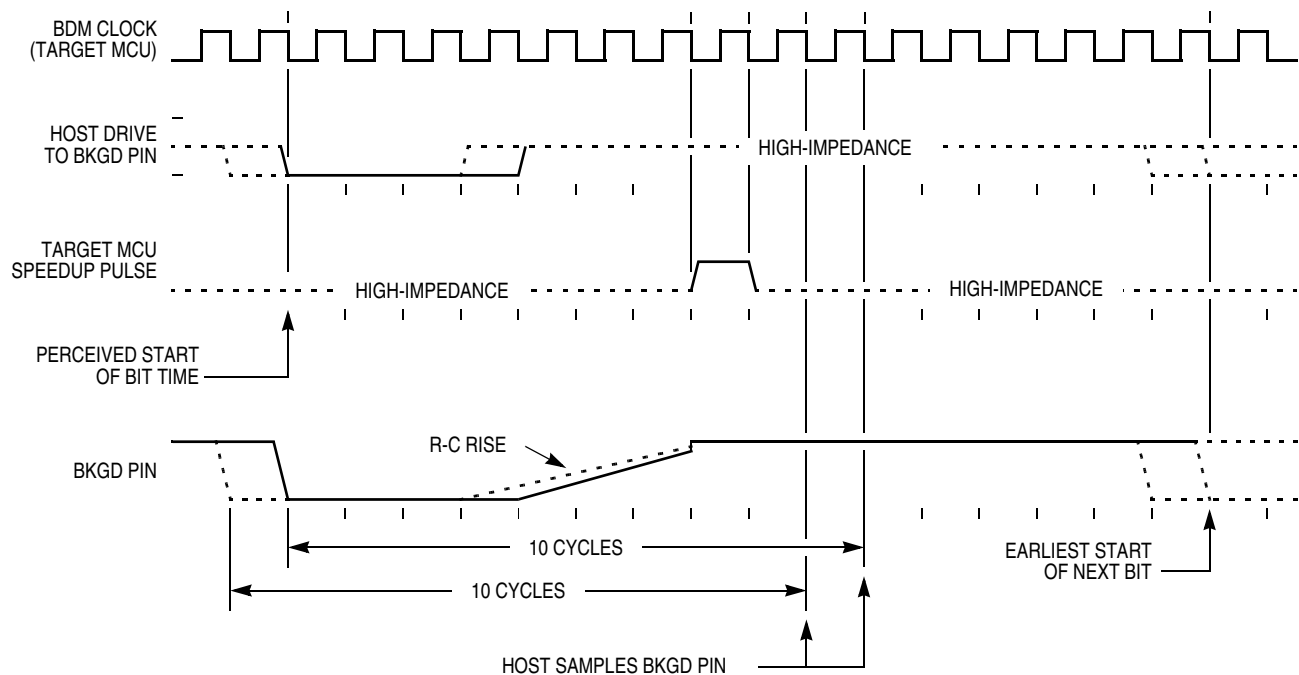 BDM CLOCK
(TARGET MCU)
HOST DRIVE
TO BKGD PIN
HIGH-IMPEDANCE
TARGET MCU
SPEEDUP PULSE
HIGH-IMPEDANCE
HIGH-IMPEDANCE
PERCEIVED START
OF BIT TIME
R-C RISE
BKGD PIN
10 CYCLES
EARLIEST START
OF NEXT BIT
10 CYCLES
HOST SAMPLES BKGD PIN